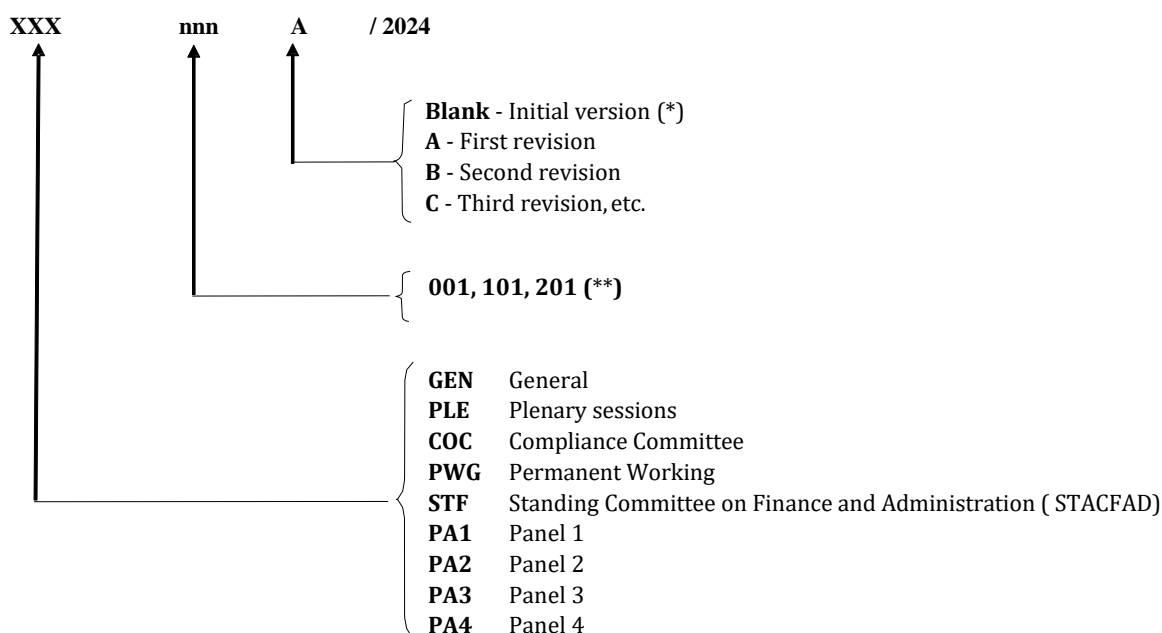 XXX nnn A / 2024
Blank - Initial version (*)
A - First revision
B - Second revision
C - Third revision, etc.
001, 101, 201 (**)
GEN General
PLE Plenary sessions
COC Compliance Committee
PWG Permanent Working
STF Standing Committee on Finance and Administration ( STACFAD)
PA1 Panel 1
PA2 Panel 2
PA3 Panel 3
PA4 Panel 4